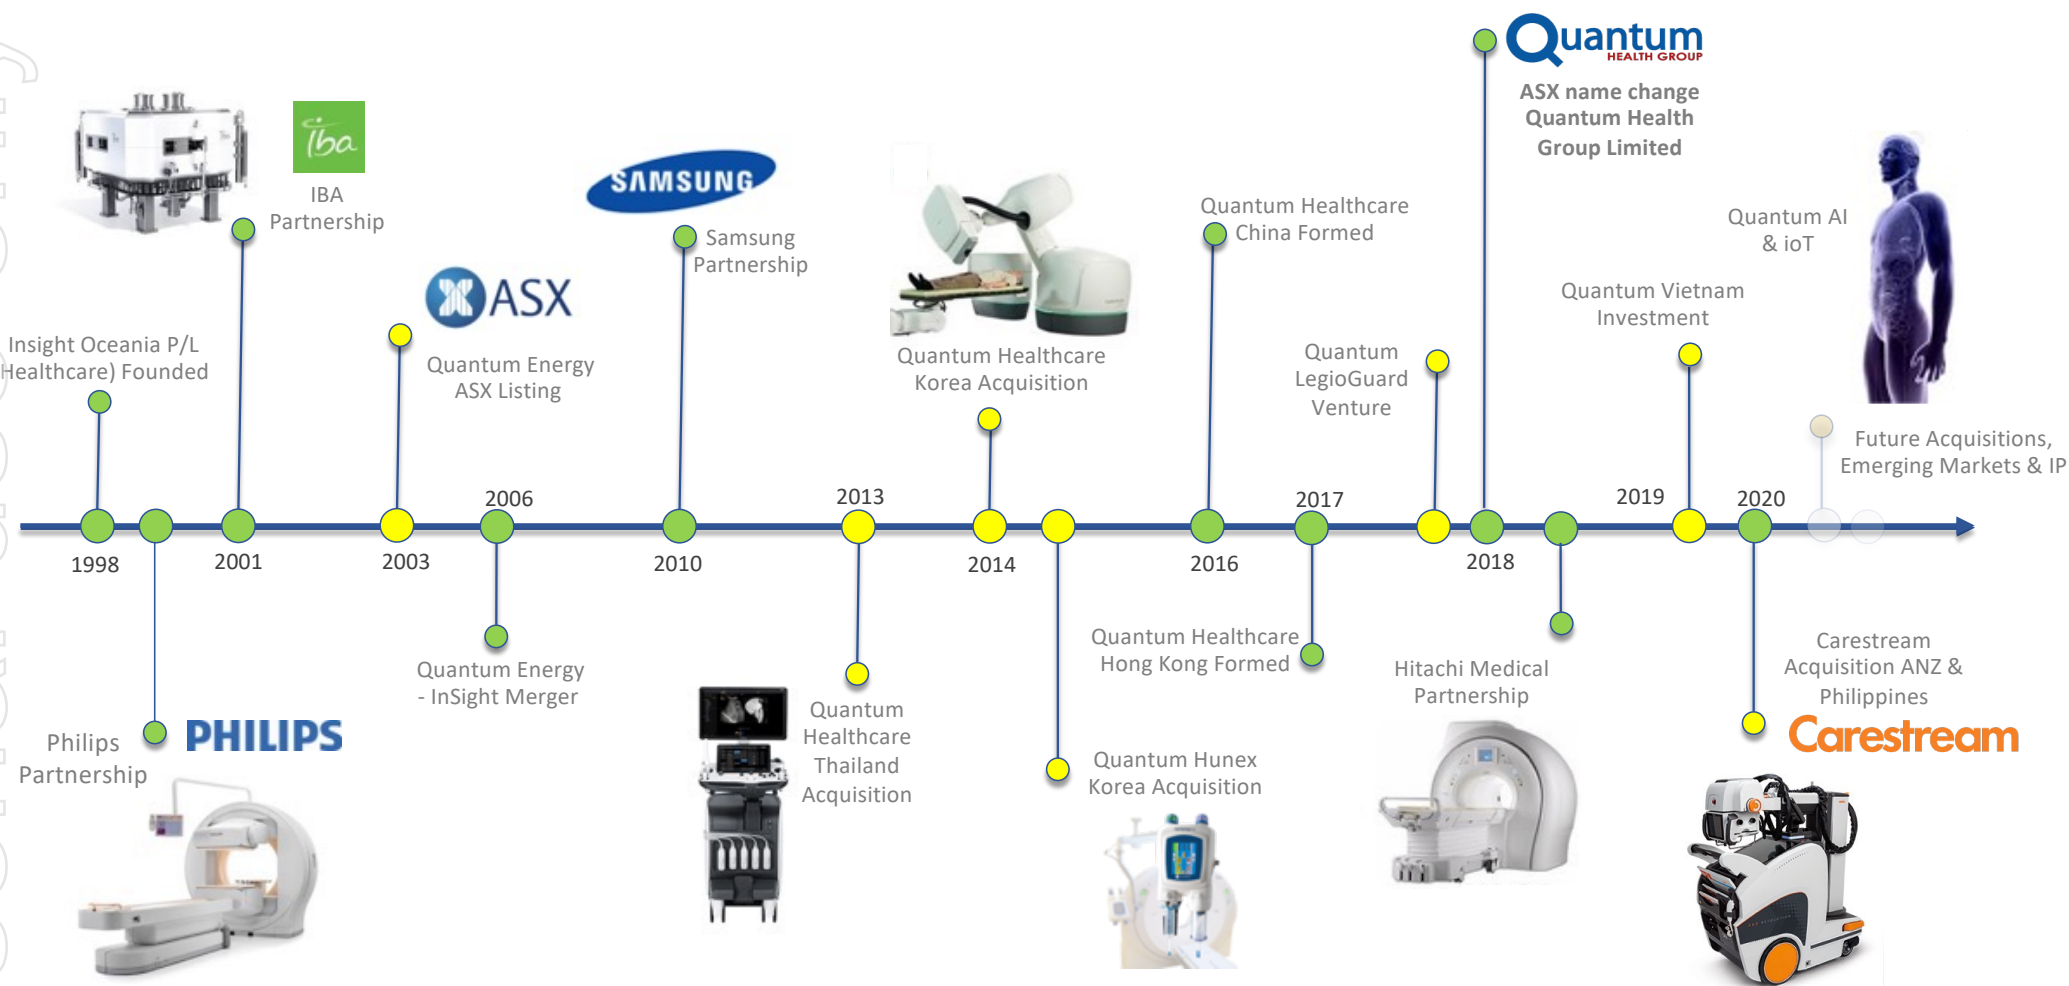 Quantum
HEALTH GROUP
ASX name change
Quantum Health
Group Limited
iba
IBA
Partnership
SAMSUNG
Samsung
Partnership
Quantum Healthcare
China Formed
Quantum AI
& ioT
ASX
Quantum Energy
ASX Listing
Insight Oceania P/L
Healthcare) Founded
Quantum Healthcare
Korea Acquisition
Quantum
LegioGuard
Venture
Quantum Vietnam
Investment
Future Acquisitions,
Emerging Markets & IP
2006
2013
2017
2019
2020
1998
2001
2003
2010
2014
2016
2018
Quantum Energy
- InSight Merger
Philips
Partnership
PHILIPS
Quantum
Healthcare
Thailand
Acquisition
Quantum Hunex
Korea Acquisition
Quantum Healthcare
Hong Kong Formed
Hitachi Medical
Partnership
Carestream
Acquisition ANZ &
Philippines
Carestream